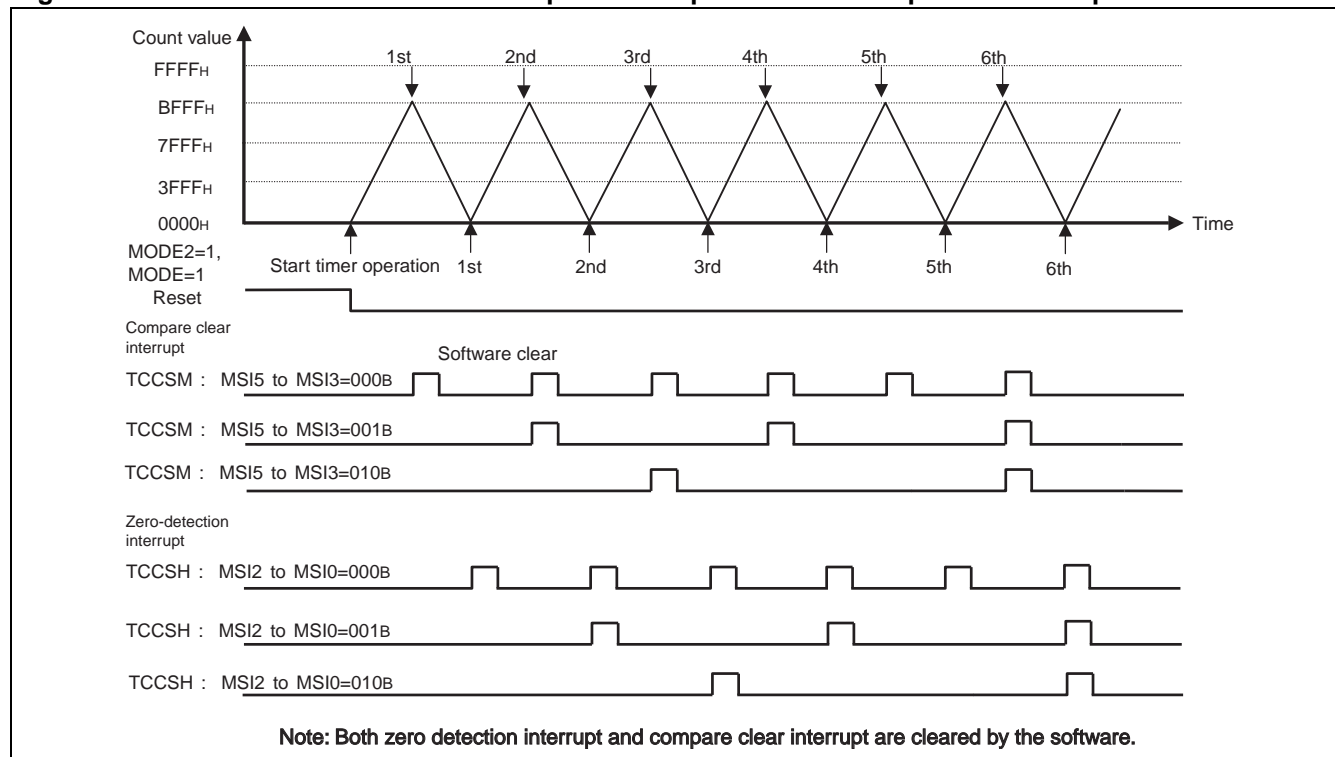 Count value
1st 2nd 3rd 4th 5th 6th
FFFFH
BFFFH
7FFFH
3FFFH
0000H
Time
MODE2=1,
MODE=1
Start timer operation 1st 2nd 3rd 4th 5th 6th
Reset
Compare clear
interrupt
Software clear
TCCSM : MSI5 to MSI3=000B
TCCSM : MSI5 to MSI3=001B
TCCSM : MSI5 to MSI3=010B
Zero-detection
interrupt
TCCSH : MSI2 to MSI0=000B
TCCSH : MSI2 to MSI0=001B
TCCSH : MSI2 to MSI0=010B
Note: Both zero detection interrupt and compare clear interrupt are cleared by the software.